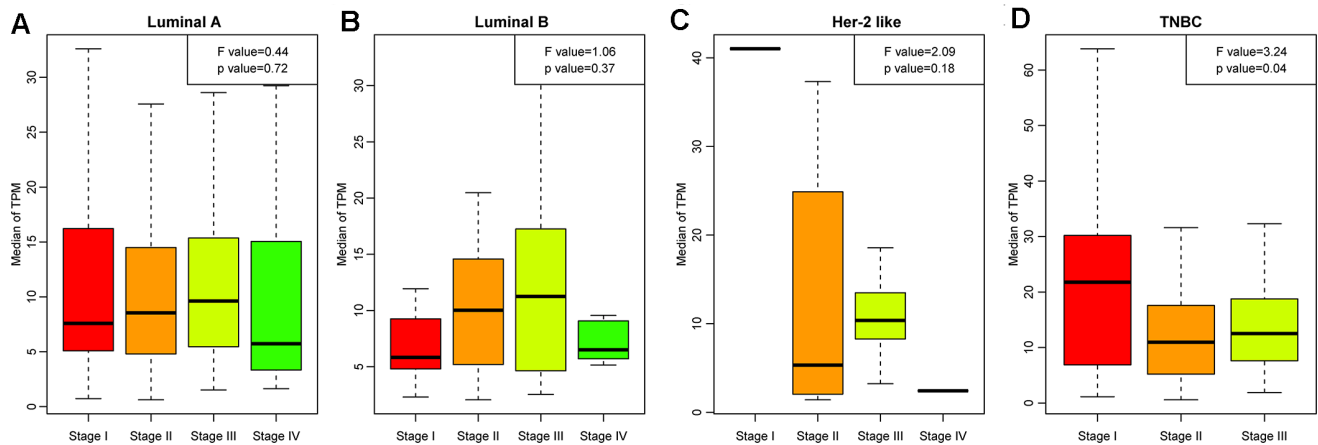 A
Luminal A
F value=0.44
p value=0.72
Median of TPM
30
25
20
15
10
5
0
Stage I
Stage II
Stage III
Stage IV
B
Luminal B
F value=1.06
p value=0.37
Median of TPM
30
25
20
15
10
5
Stage I
Stage II
Stage III
Stage IV
C
Her-2 like
F value=2.09
p value=0.18
Median of TPM
40
30
20
10
0
Stage I
Stage II
Stage III
Stage IV
D
TNBC
F value=3.24
p value=0.04
Median of TPM
60
50
40
30
20
10
0
Stage I
Stage II
Stage III